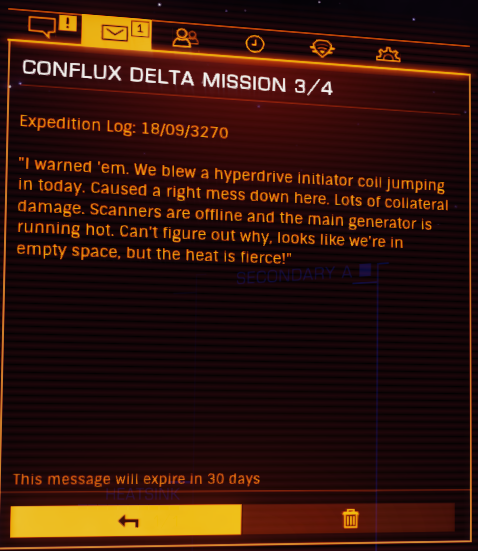 !
1
CONFLUX DELTA MISSION 3/4
Expedition Log: 18/09/3270
"I warned 'em. We blew a hyperdrive initiator coil jumping
in today. Caused a right mess down here. Lots of collateral
damage. Scanners are offline and the main generator is
running hot. Can't figure out why, looks like we're in
empty space, but the heat is fierce!"
SECONDARY A
This message will expire in 30 days
HEATSINK